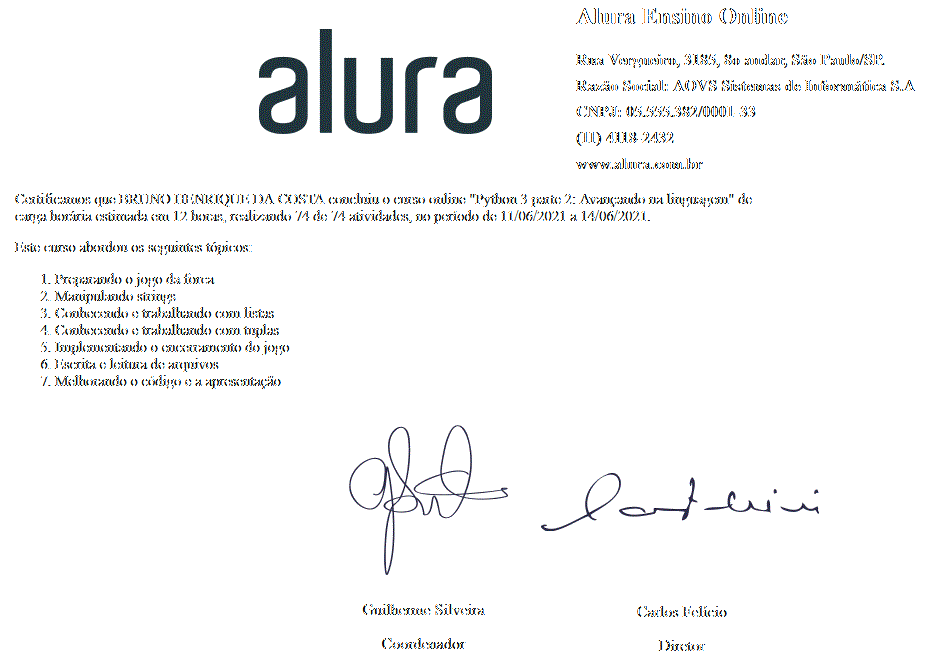 alura
Alura Ensino Online
Rua Vergueiro, 3185, 8o andar, São Paulo/SP.
Razão Social: AOVS Sistemas de Informática S.A
CNPJ: 05.555.382/0001-33
(11) 4118-2432
www.alura.com.br
Certificamos que BRUNO HENRIQUE DA COSTA concluiu o curso online "Python 3 parte 2: Avançando na linguagem" de
carga horária estimada em 12 horas, realizando 74 de 74 atividades, no período de 11/06/2021 a 14/06/2021.
Este curso abordou os seguintes tópicos:
1. Preparando o jogo da forca
2. Manipulando strings
3. Conhecendo e trabalhando com listas
4. Conhecendo e trabalhando com tuplas
5. Implementando o encerramento do jogo
6. Escrita e leitura de arquivos
7. Melhorando o código e a apresentação
Guilherme Silveira
Coordenador
Carlos Felício
Diretor